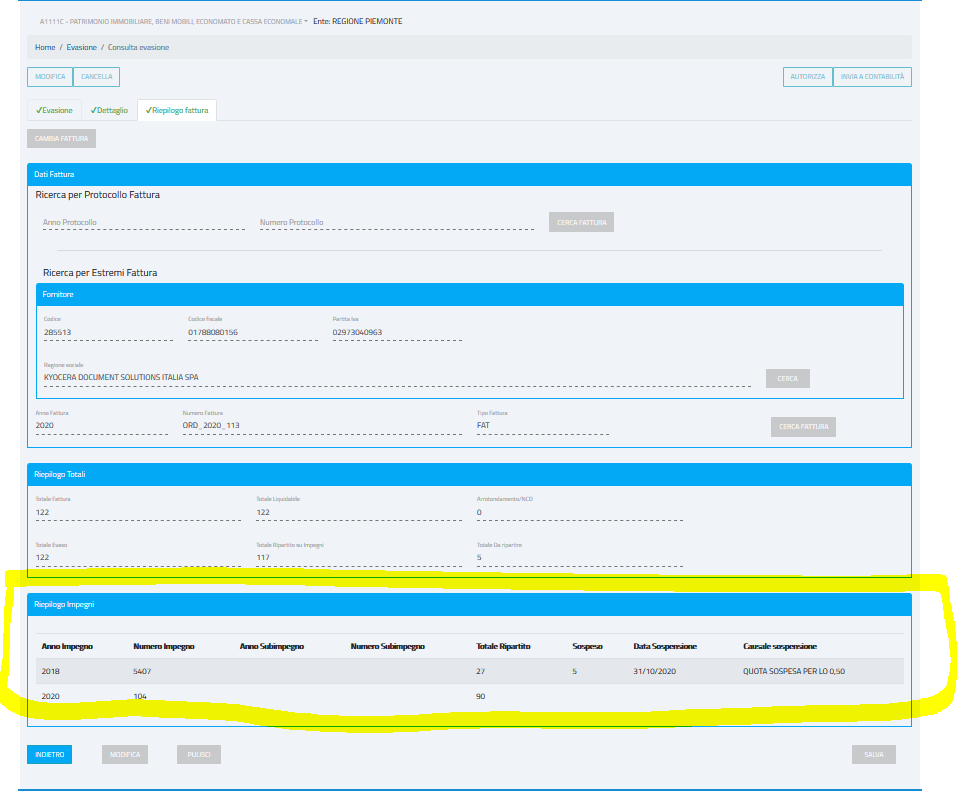 A1111C - PATRIMONIO IMMOBILIARE, BENI MOBILI, ECONOMATO E CASSA ECONOMALE Ente: REGIONE PIEMONTE
Home / Evasione / Consulta evasione
MODIFICA CANCELLA AUTORIZZA INVIA A CONTABILITÀ
✓Evasione ✓Dettaglio ✓Riepilogo fattura
CAMBIA FATTURA
Dati Fattura
Ricerca per Protocollo Fattura
Anno Protocollo Numero Protocollo CERCA FATTURA
Ricerca per Estremi Fattura
Fornitore
Codice Codice fiscale Partita Iva
285513 01788080156 02973040963
Ragione sociale
KYOCERA DOCUMENT SOLUTIONS ITALIA SPA CERCA
Anno Fattura Numero Fattura Tipo Fattura
2020 ORD_2020_113 FAT CERCA FATTURA
Riepilogo Totali
Totale Fattura Totale Liquidabile Arrotondamento/NCD
122 122 0
Totale Evaso Totale Ripartito su Impegni Totale Da ripartire
122 117 5
Riepilogo Impegni
Anno Impegno Numero Impegno Anno Subimpegno Numero Subimpegno Totale Ripartito Sospeso Data Sospensione Causale sospensione
2018 5407 27 5 31/10/2020 QUOTA SOSPESA PER LO 0,50
2020 104 90
INDIETRO MODIFICA PULISCI SALVA